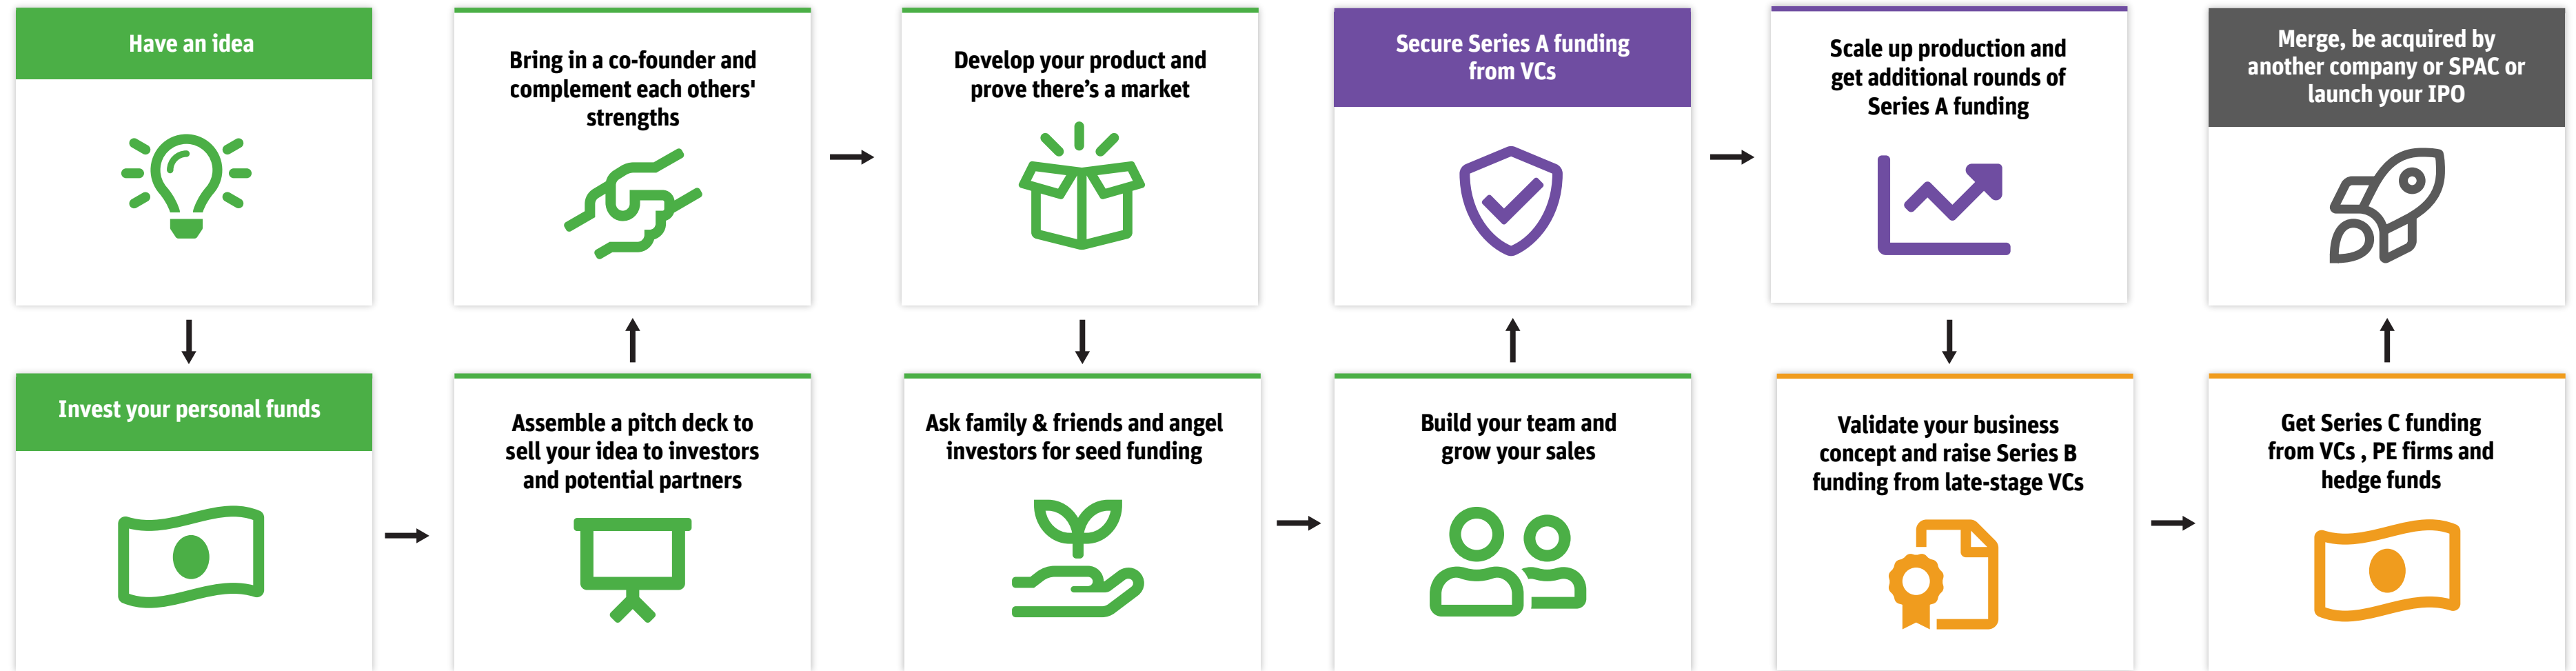 Have an idea
Bring in a co-founder and
complement each others'
strengths
Develop your product and
prove there’s a market
Secure Series A funding
from VCs
Scale up production and
get additional rounds of
Series A funding
Merge, be acquired by
another company or SPAC or
launch your IPO
Invest your personal funds
Assemble a pitch deck to
sell your idea to investors
and potential partners
Ask family & friends and angel
investors for seed funding
Build your team and
grow your sales
Validate your business
concept and raise Series B
funding from late-stage VCs
Get Series C funding
from VCs , PE firms and
hedge funds